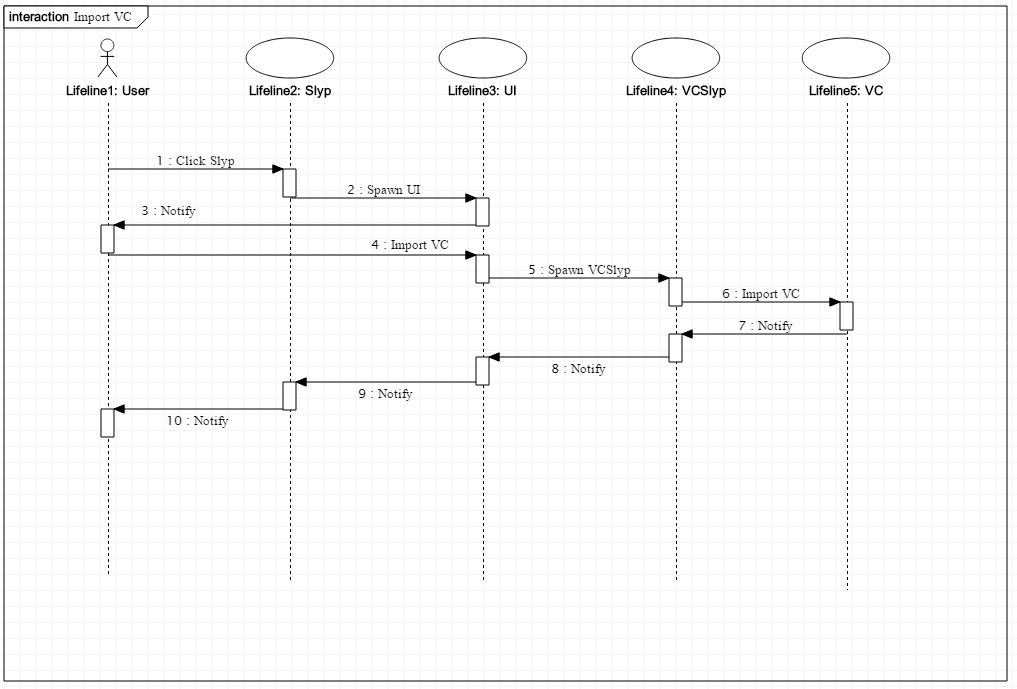 interaction Import VC
Lifeline1: User
Lifeline2: Slyp
Lifeline3: UI
Lifeline4: VCSlyp
Lifeline5: VC
1 : Click Slyp
2 : Spawn UI
3 : Notify
4 : Import VC
5 : Spawn VCSlyp
6 : Import VC
7 : Notify
8 : Notify
9 : Notify
10 : Notify